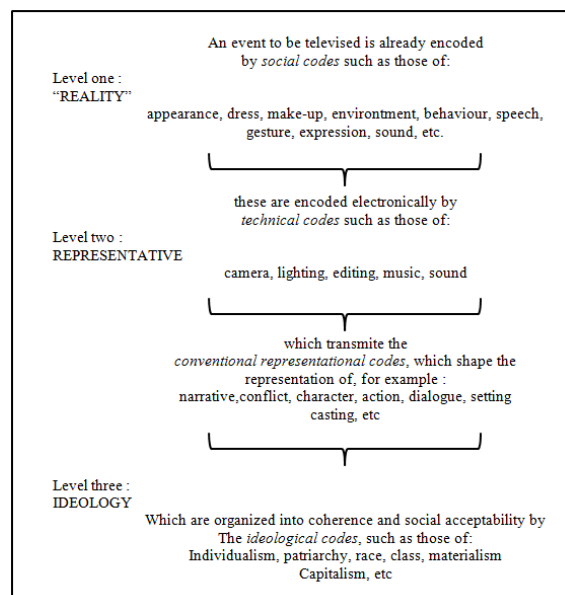 An event to be televised is already encoded
by social codes such as those of:
Level one :
“REALITY”
appearance, dress, make-up, environtment, behaviour, speech,
gesture, expression, sound, etc.
these are encoded electronically by
technical codes such as those of:
Level two :
REPRESENTATIVE
camera, lighting, editing, music, sound
which transmite the
conventional representational codes, which shape the
representation of, for example :
narrative,conflict, character, action, dialogue, setting
casting, etc
Level three :
IDEOLOGY
Which are organized into coherence and social acceptability by
The ideological codes, such as those of:
Individualism, patriarchy, race, class, materialism
Capitalism, etc